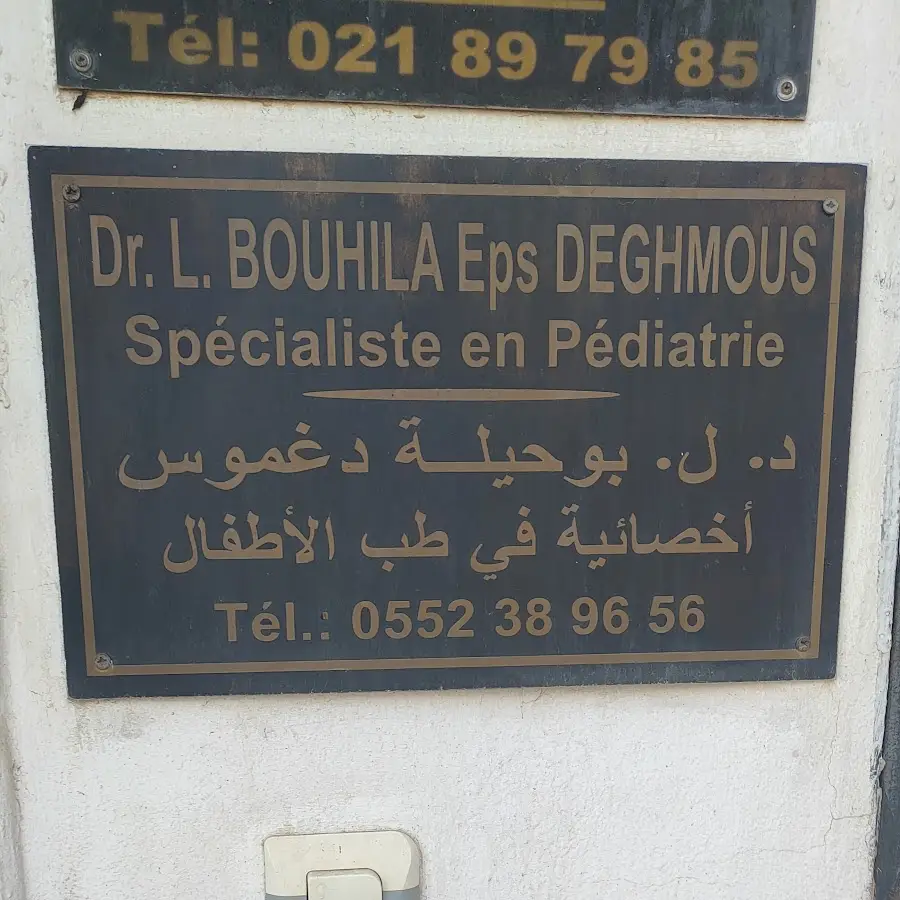 Tél: 021 89 79 85
Dr. L. BOUHILA Eps DEGHMOUS
Spécialiste en Pédiatrie
د. ل. بوحيلـة دغموس
أخصائية في طب الأطفال
Tél.: 0552 38 96 56